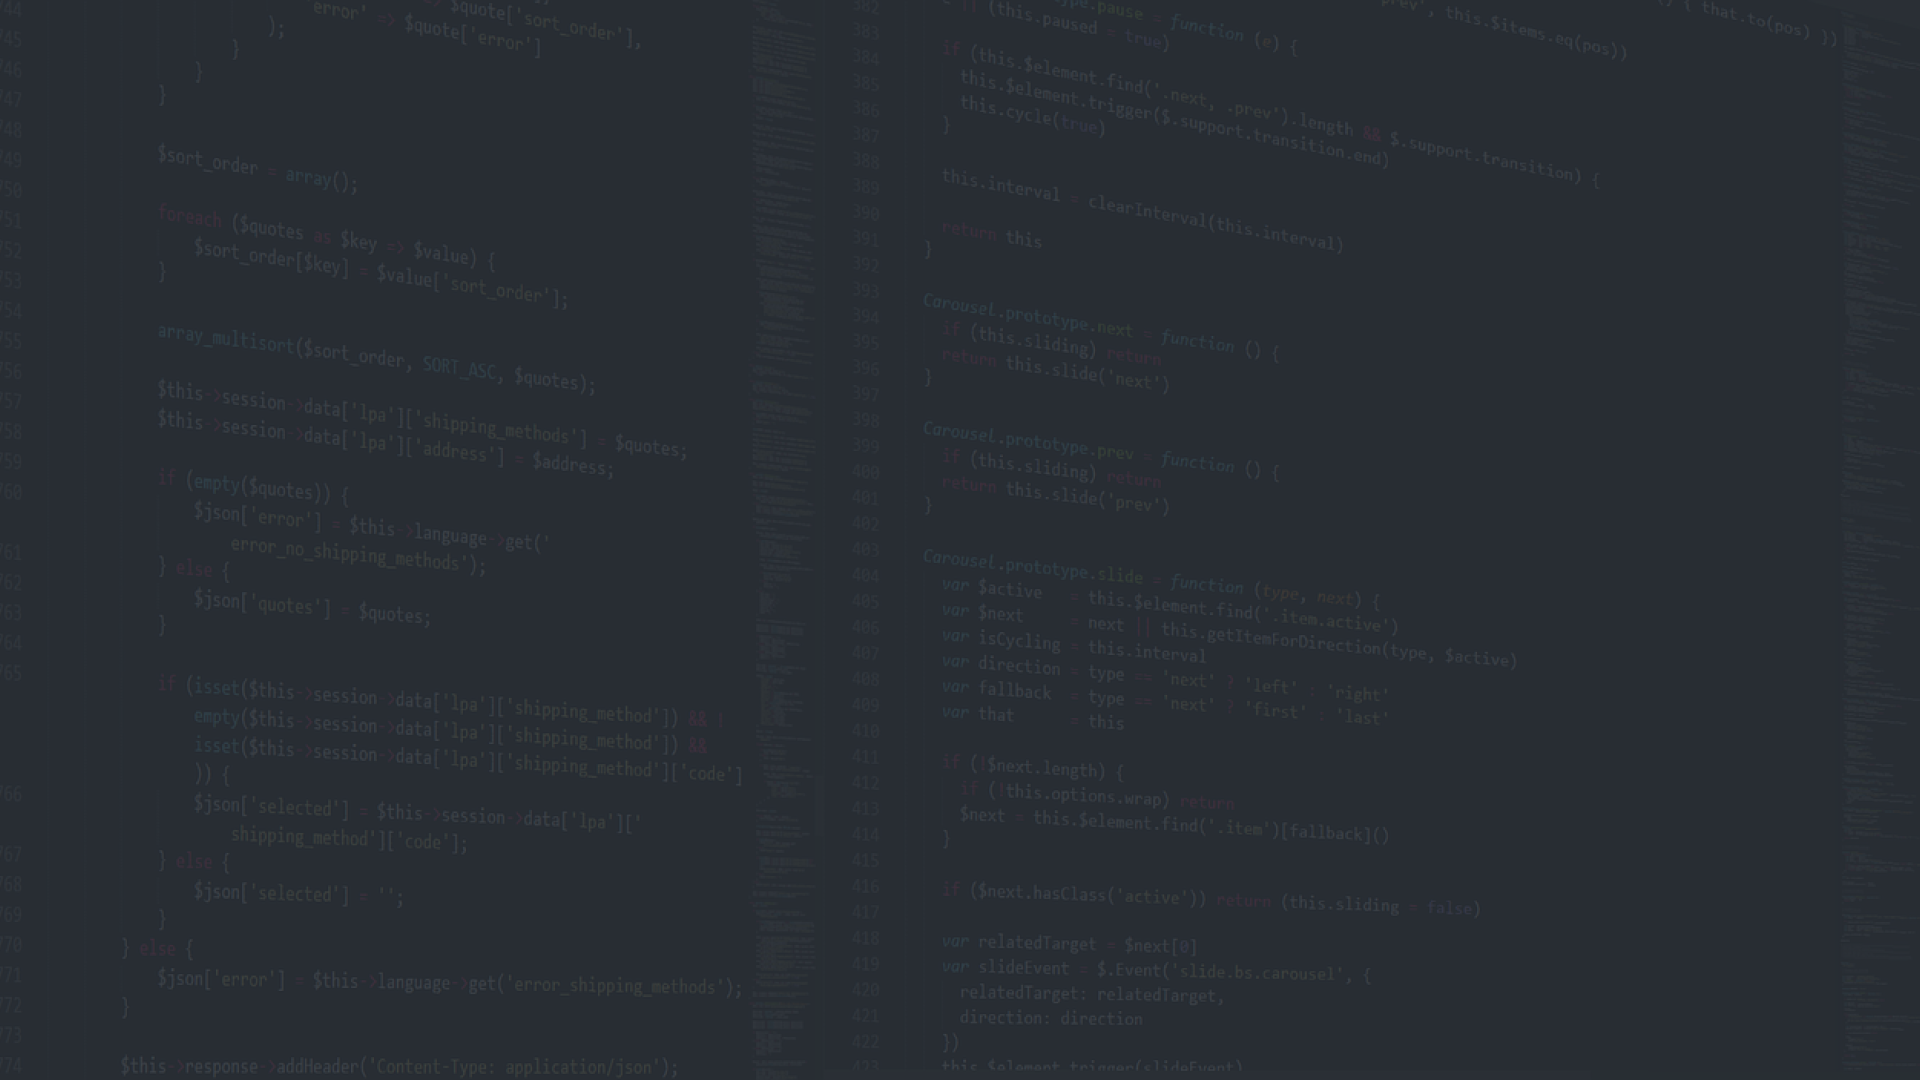 744
745
746
747
748
749
750
751
752
753
754
755
756
757
758
759
760
761
762
763
764
765
766
767
768
769
770
771
772
773
774
$quote['sort_order'],
'error' => $quote['error']
);
}
}
}
$sort_order = array();
foreach ($quotes as $key => $value) {
$sort_order[$key] = $value['sort_order'];
}
array_multisort($sort_order, SORT_ASC, $quotes);
$this->session->data['lpa']['shipping_methods'] = $quotes;
$this->session->data['lpa']['address'] = $address;
if (empty($quotes)) {
$json['error'] = $this->language->get('
error_no_shipping_methods');
} else {
$json['quotes'] = $quotes;
}
if (isset($this->session->data['lpa']['shipping_method']) && !
empty($this->session->data['lpa']['shipping_method']) &&
isset($this->session->data['lpa']['shipping_method']['code']
)) {
$json['selected'] = $this->session->data['lpa']['
shipping_method']['code'];
} else {
$json['selected'] = '';
}
} else {
$json['error'] = $this->language->get('error_shipping_methods');
}
$this->response->addHeader('Content-Type: application/json');
382
383
384
385
386
387
388
389
390
391
392
393
394
395
396
397
398
399
400
401
402
403
404
405
406
407
408
409
410
411
412
413
414
415
416
417
418
419
420
421
422
423
', this.$items.eq(pos))
{ that.to(pos) })
.pause = function (e) {
|| (this.paused = true)
if (this.$element.find('.next, .prev').length && $.support.transition) {
this.$element.trigger($.support.transition.end)
this.cycle(true)
}
this.interval = clearInterval(this.interval)
return this
}
Carousel.prototype.next = function () {
if (this.sliding) return
return this.slide('next')
}
Carousel.prototype.prev = function () {
if (this.sliding) return
return this.slide('prev')
}
Carousel.prototype.slide = function (type, next) {
var $active = this.$element.find('.item.active')
var $next = next || this.getItemForDirection(type, $active)
var isCycling = this.interval
var direction = type == 'next' ? 'left' : 'right'
var fallback = type == 'next' ? 'first' : 'last'
var that = this
if (!$next.length) {
if (!this.options.wrap) return
$next = this.$element.find('.item')[fallback]()
}
if ($next.hasClass('active')) return (this.sliding = false)
var relatedTarget = $next[0]
var slideEvent = $.Event('slide.bs.carousel', {
relatedTarget: relatedTarget,
direction: direction
})
this.$element.trigger(slideEvent)